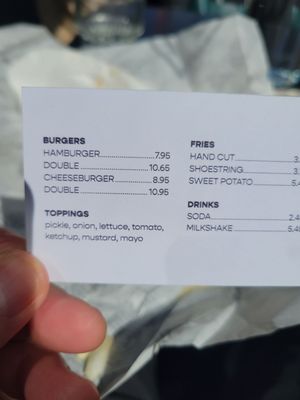 BURGERS
HAMBURGER 7.95
DOUBLE 10.65
CHEESEBURGER 8.95
DOUBLE 10.95
TOPPINGS
pickle, onion, lettuce, tomato,
ketchup, mustard, mayo
FRIES
HAND CUT 3.
SHOESTRING 3.
SWEET POTATO 5.4
DRINKS
SODA 2.4
MILKSHAKE 5.4